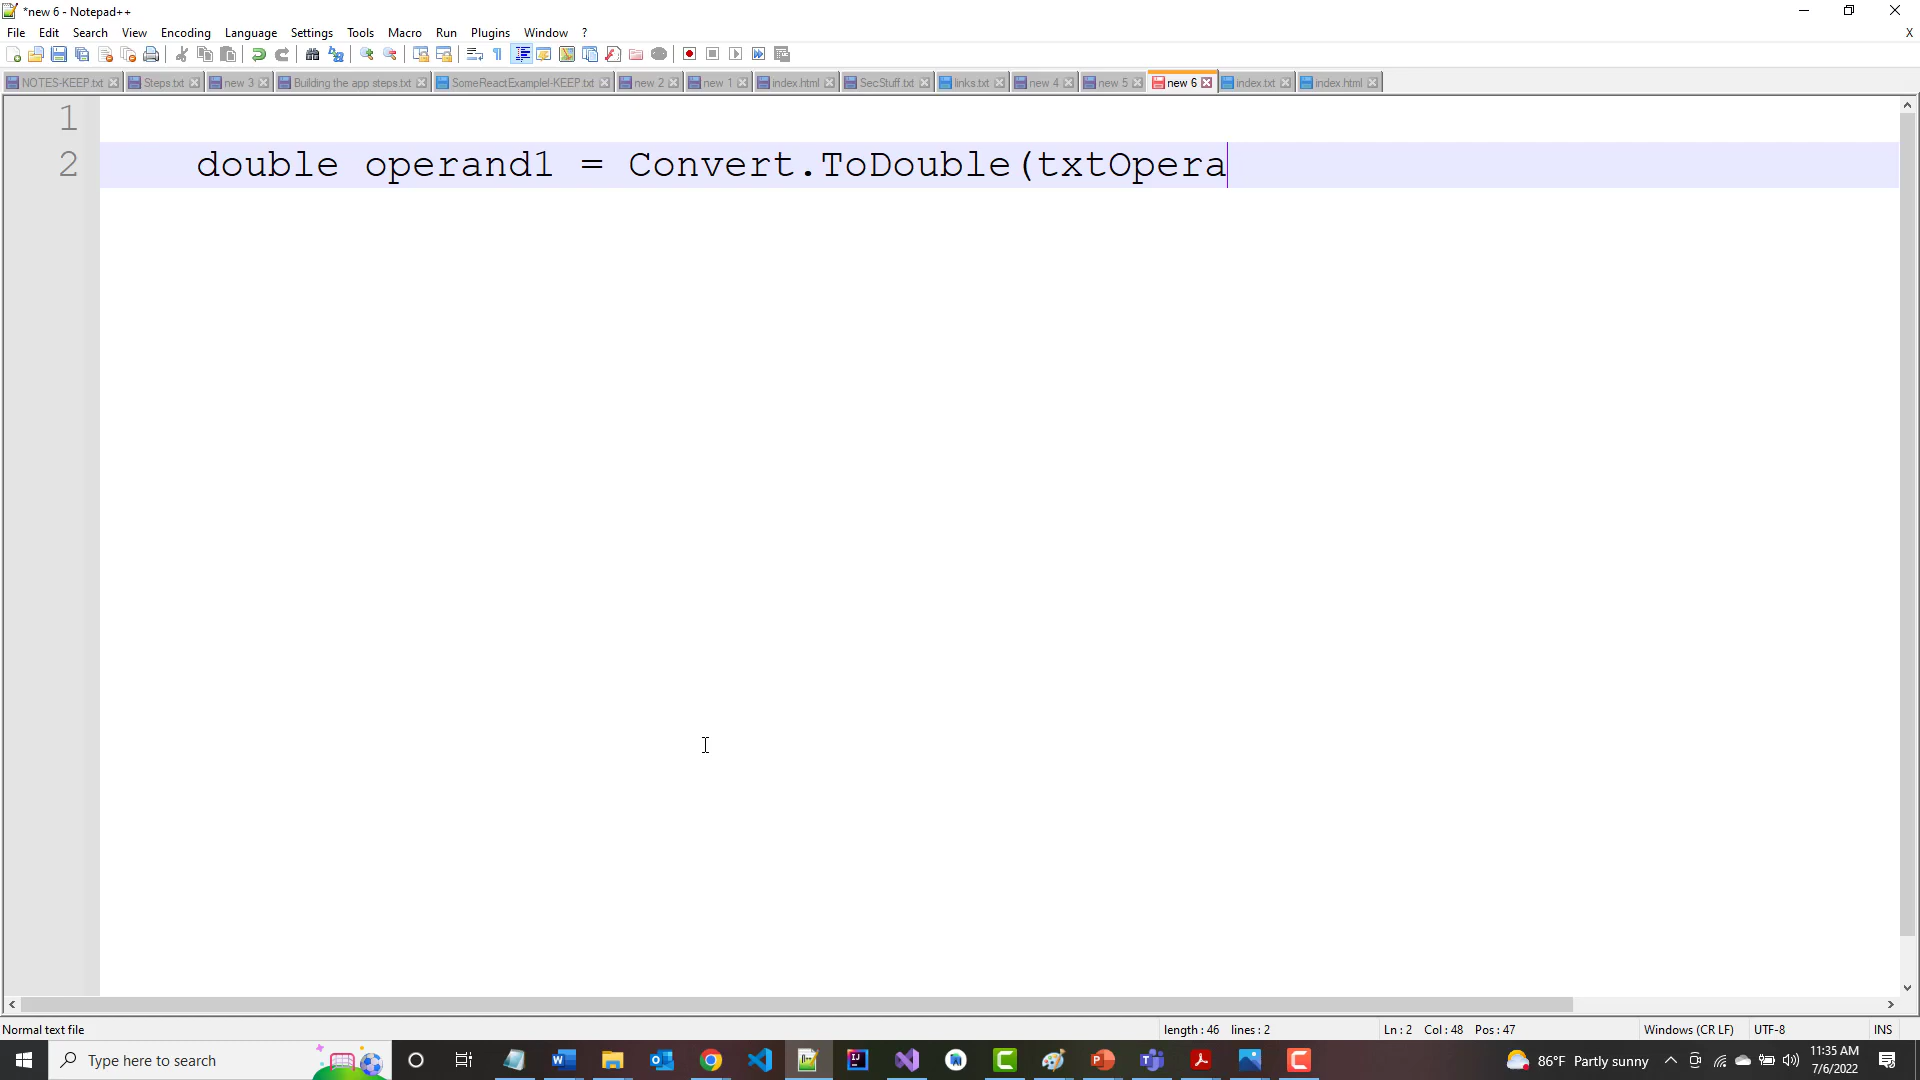 *new 6 - Notepad++
File Edit Search View Encoding Language Settings Tools Macro Run Plugins Window ? X
NOTES-KEEP.txt Steps.txt new 3 Building the app steps.txt SomeReactExampleI-KEEP.txt new 2 new 1 index.html SecStuff.txt links.txt new 4 new 5 new 6 index.txt index.html
1
2 double operand1 = Convert.ToDouble(txtOpera
Normal text file length : 46 lines : 2 Ln : 2 Col : 48 Pos : 47 Windows (CR LF) UTF-8 INS
Type here to search 86°F Partly sunny 11:35 AM
7/6/2022